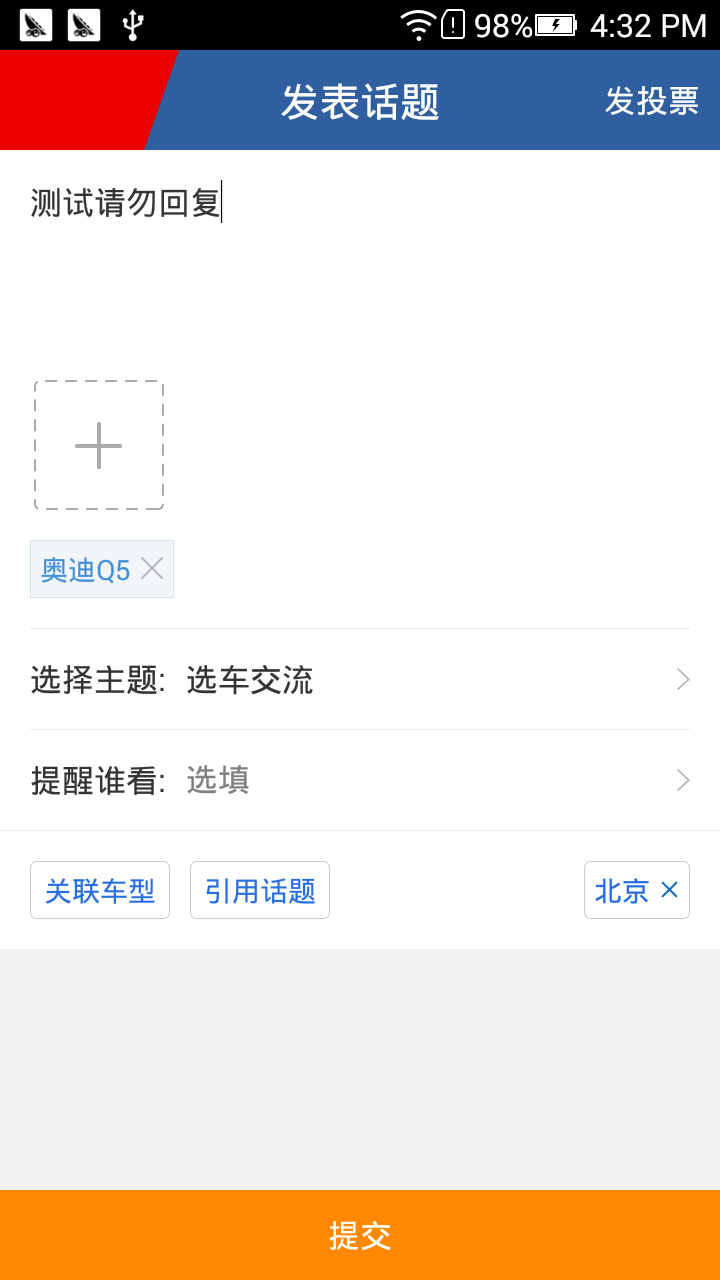 98% 4:32 PM
发表话题 发投票
测试请勿回复
奥迪Q5
选择主题: 选车交流
提醒谁看: 选填
关联车型 引用话题 北京
提交